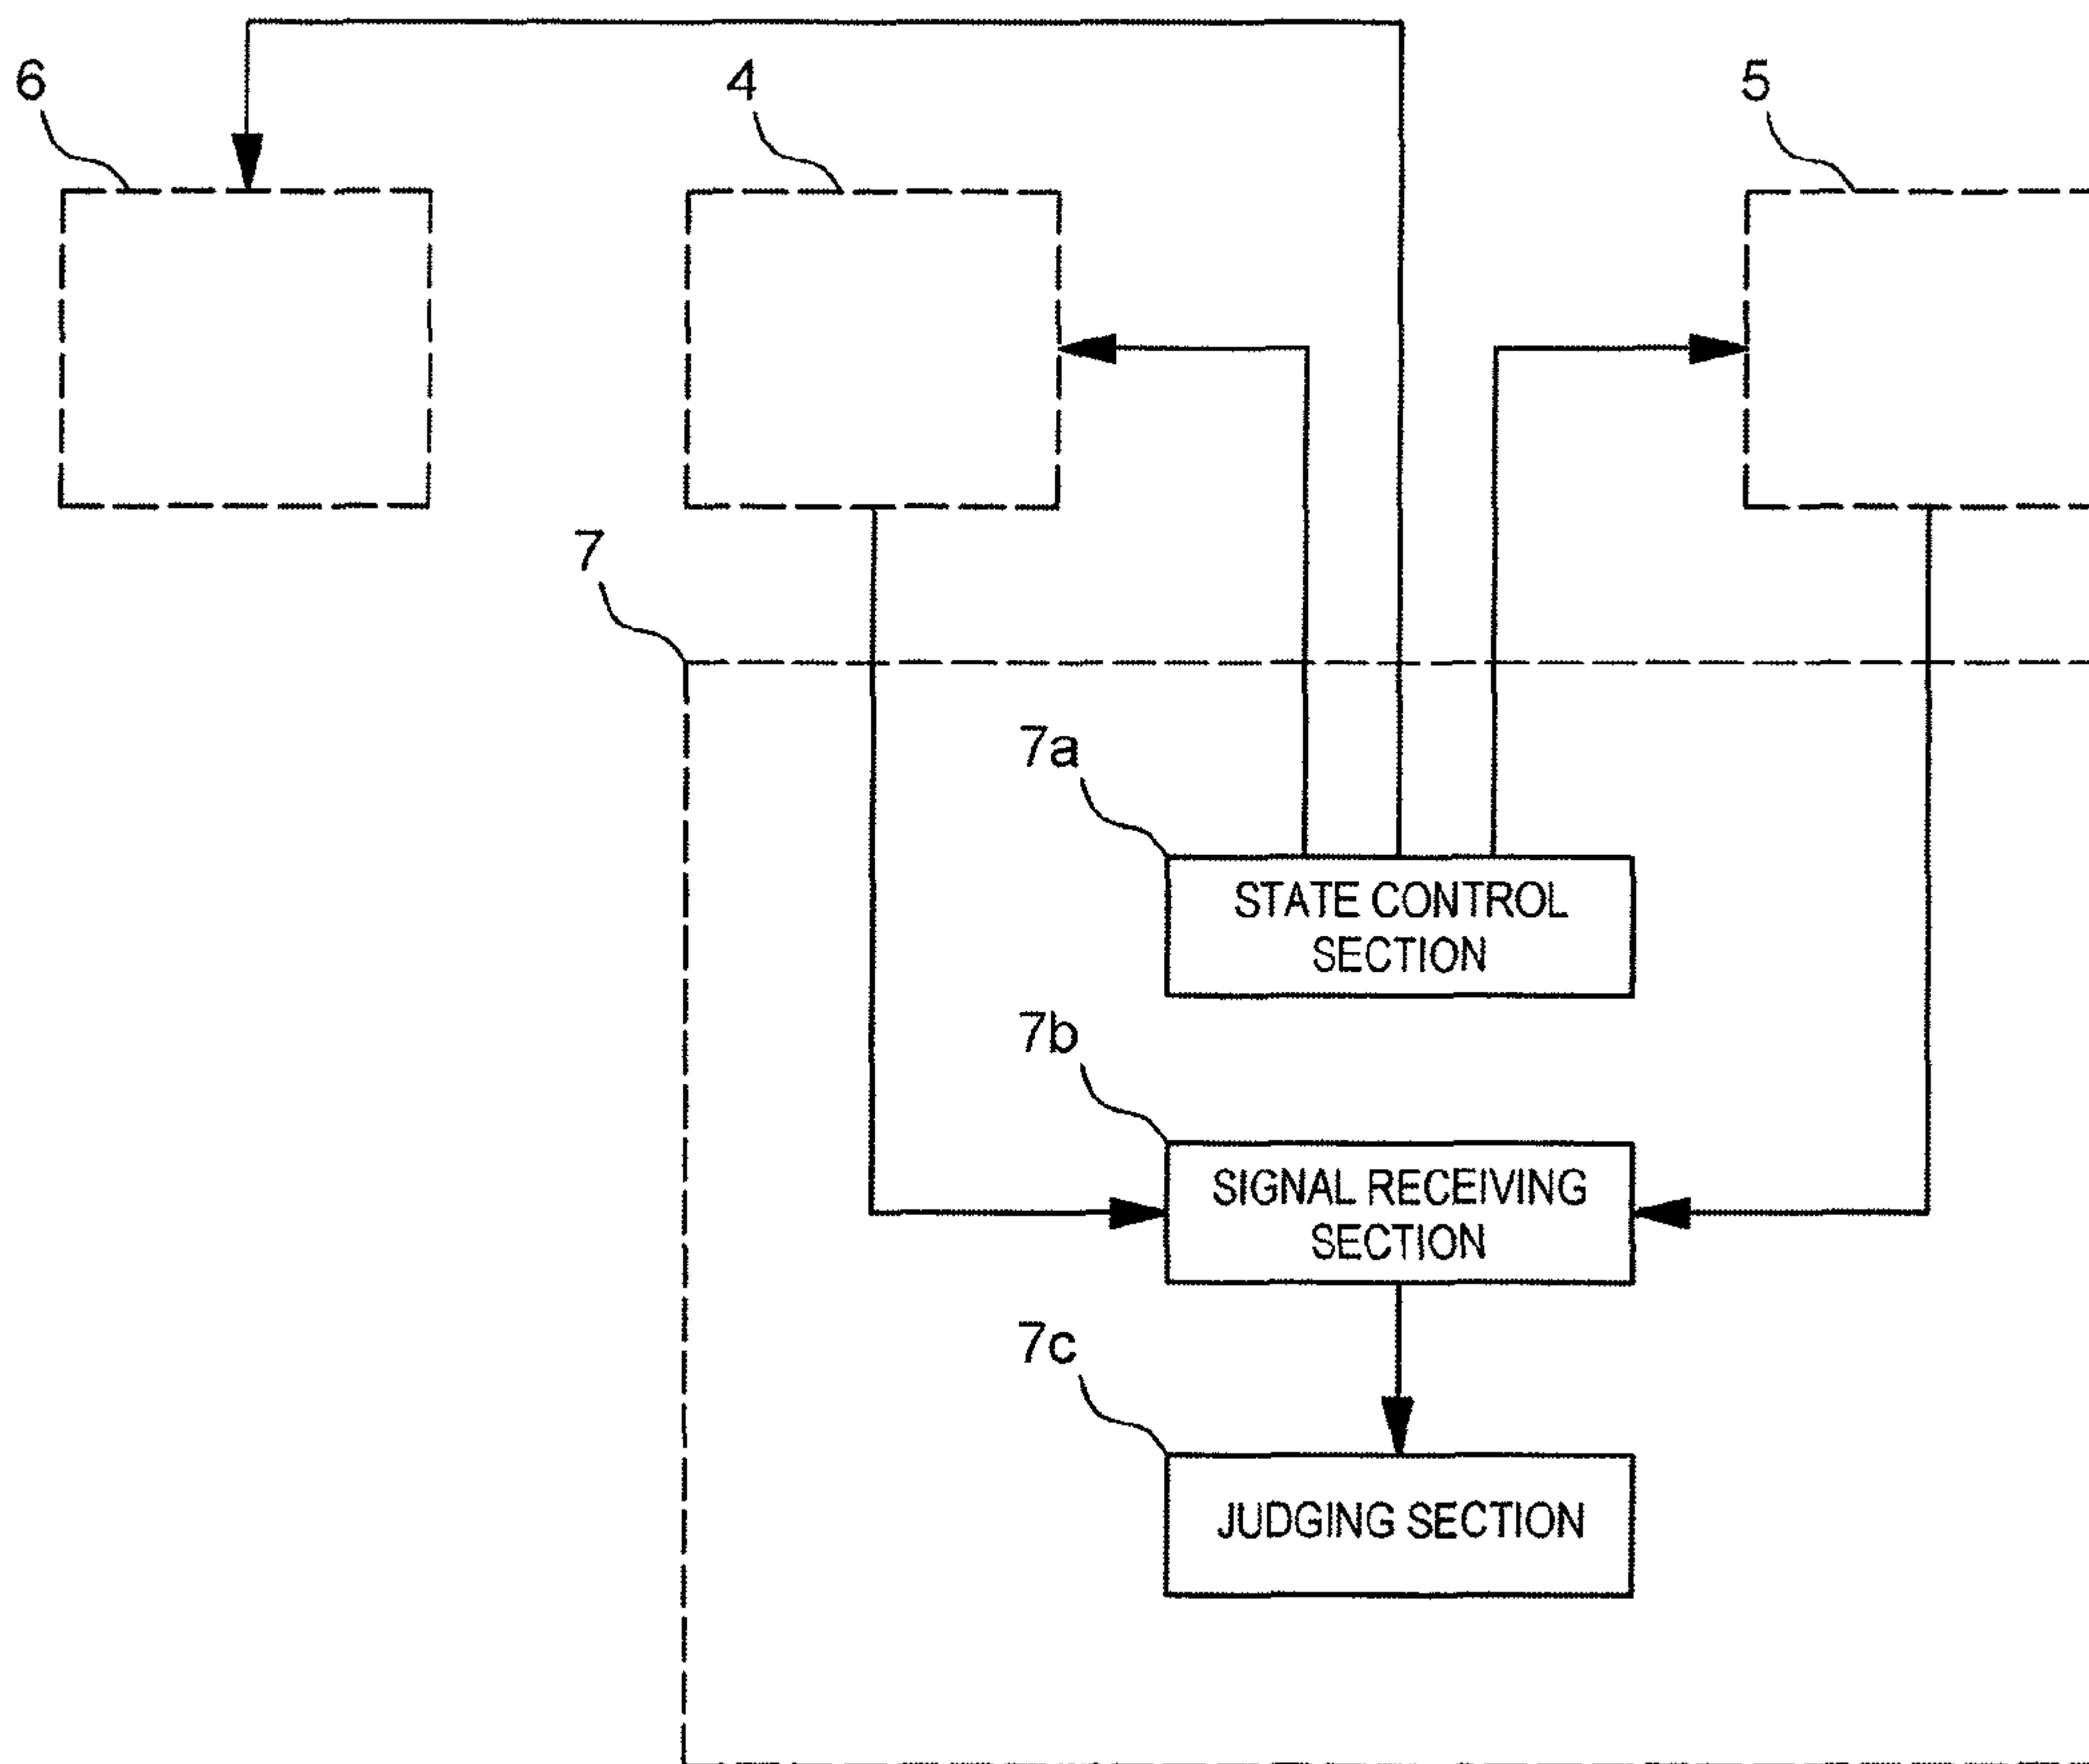 6
4
5
7
7a
STATE CONTROL
SECTION
7b
SIGNAL RECEIVING
SECTION
7c
JUDGING SECTION